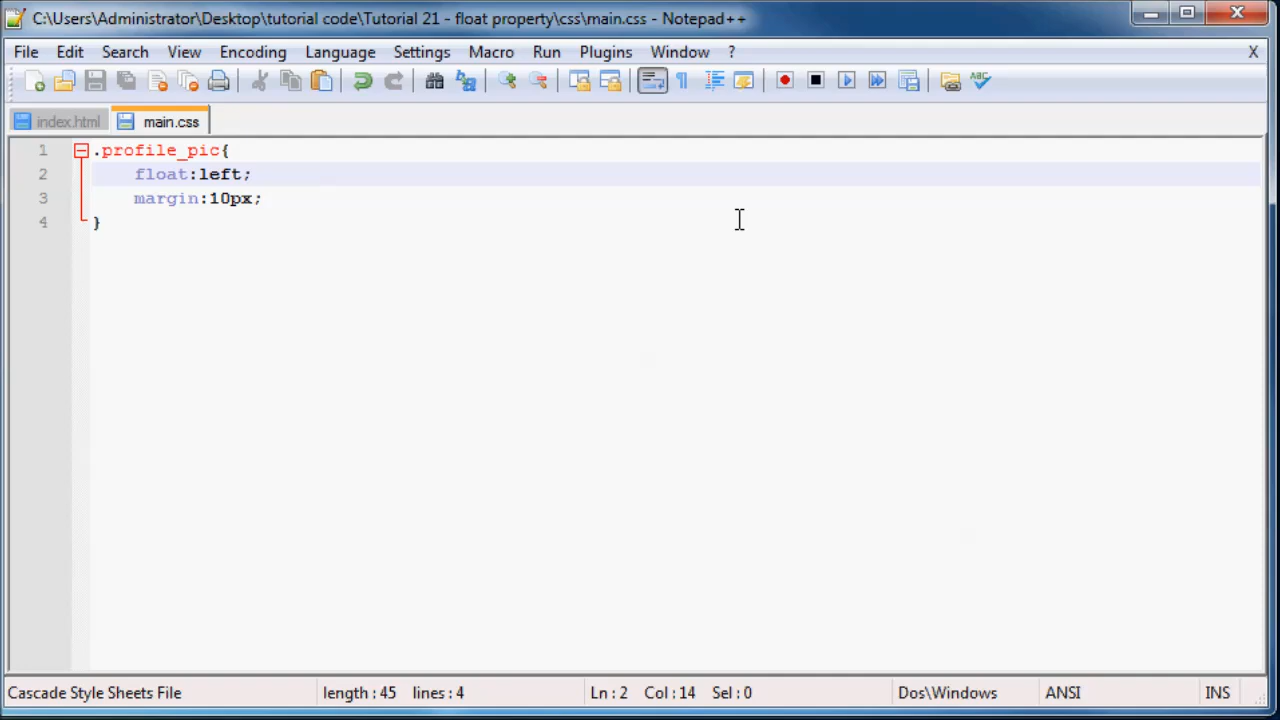 C:\Users\Administrator\Desktop\tutorial code\Tutorial 21 - float property\css\main.css - Notepad++
File Edit Search View Encoding Language Settings Macro Run Plugins Window ? X
ABC
index.html main.css
1 .profile_pic{
2 float:left;
3 margin:10px;
4 }
Cascade Style Sheets File length : 45 lines : 4 Ln : 2 Col : 14 Sel : 0 Dos\Windows ANSI INS